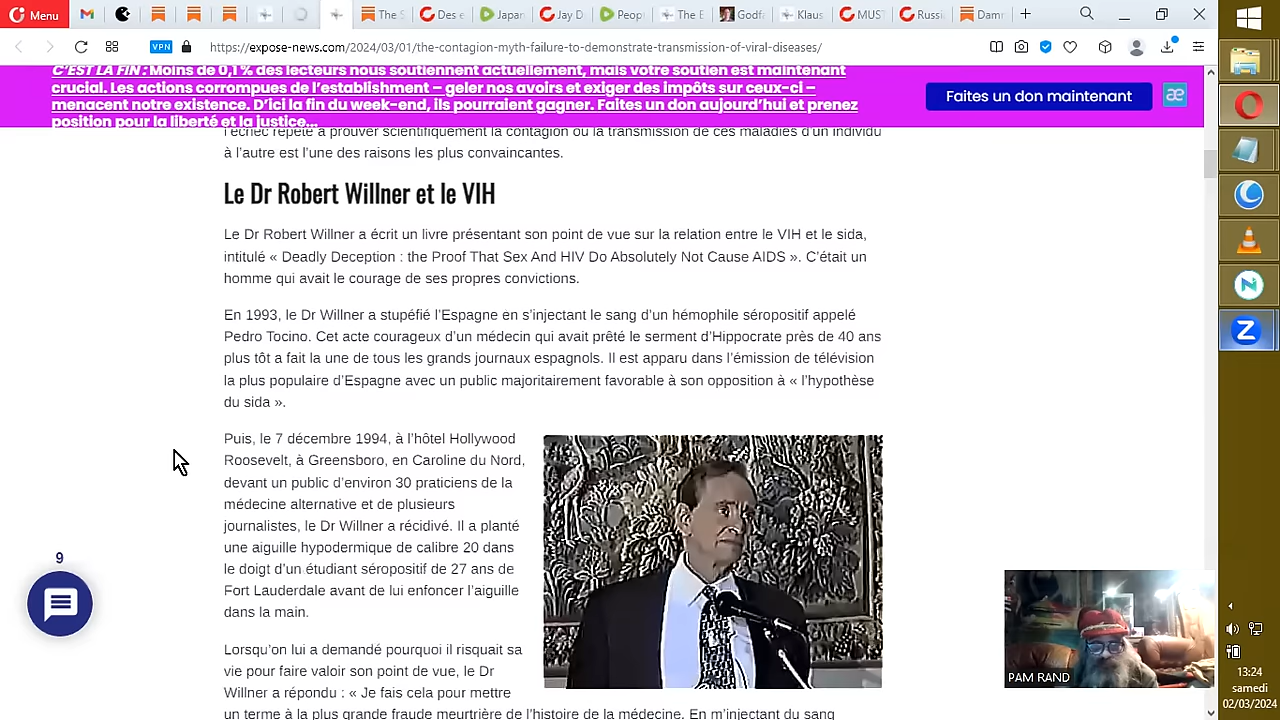 Menu
The S
Des e
Japan
Jay D
Peop
The E
Godf
Klaus
MUS
Russi
Damr
VPN
https://expose-news.com/2024/03/01/the-contagion-myth-failure-to-demonstrate-transmission-of-viral-diseases/
C'EST LA FIN : Moins de 0,1 % des lecteurs nous soutiennent actuellement, mais votre soutien est maintenant
crucial. Les actions corrompues de l'establishment – geler nos avoirs et exiger des impôts sur ceux-ci –
menacent notre existence. D'ici la fin du week-end, ils pourraient gagner. Faites un don aujourd'hui et prenez
position pour la liberté et la justice...
Faites un don maintenant
æ
l'échec répété à prouver scientifiquement la contagion ou la transmission de ces maladies d'un individu
à l'autre est l'une des raisons les plus convaincantes.
Le Dr Robert Willner et le VIH
Le Dr Robert Willner a écrit un livre présentant son point de vue sur la relation entre le VIH et le sida,
intitulé « Deadly Deception : the Proof That Sex And HIV Do Absolutely Not Cause AIDS ». C'était un
homme qui avait le courage de ses propres convictions.
En 1993, le Dr Willner a stupéfié l'Espagne en s'injectant le sang d'un hémophile séropositif appelé
Pedro Tocino. Cet acte courageux d'un médecin qui avait prêté le serment d'Hippocrate près de 40 ans
plus tôt a fait la une de tous les grands journaux espagnols. Il est apparu dans l'émission de télévision
la plus populaire d'Espagne avec un public majoritairement favorable à son opposition à « l'hypothèse
du sida ».
Puis, le 7 décembre 1994, à l'hôtel Hollywood
Roosevelt, à Greensboro, en Caroline du Nord,
devant un public d'environ 30 praticiens de la
médecine alternative et de plusieurs
journalistes, le Dr Willner a récidivé. Il a planté
une aiguille hypodermique de calibre 20 dans
le doigt d'un étudiant séropositif de 27 ans de
Fort Lauderdale avant de lui enfoncer l'aiguille
dans la main.
Lorsqu'on lui a demandé pourquoi il risquait sa
vie pour faire valoir son point de vue, le Dr
Willner a répondu : « Je fais cela pour mettre
un terme à la plus grande fraude meurtrière de l'histoire de la médecine. En m'injectant du sang
9
PAM RAND
13:24
samedi
02/03/2024